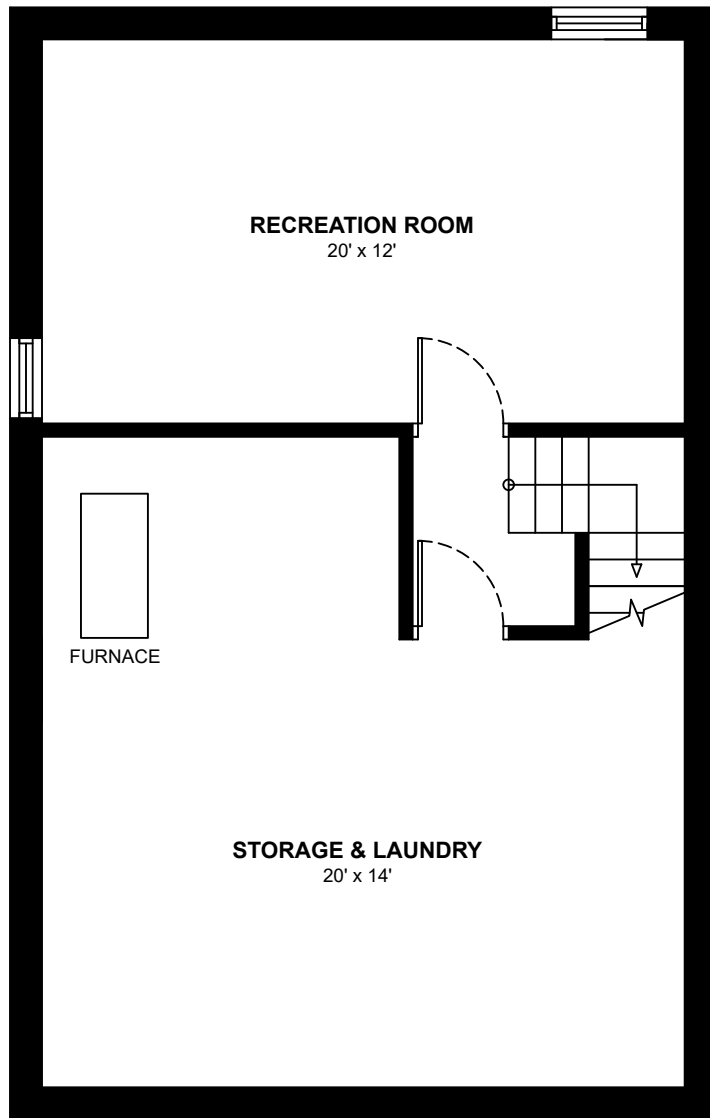 RECREATION ROOM
20' x 12'
FURNACE
STORAGE & LAUNDRY
20' x 14'